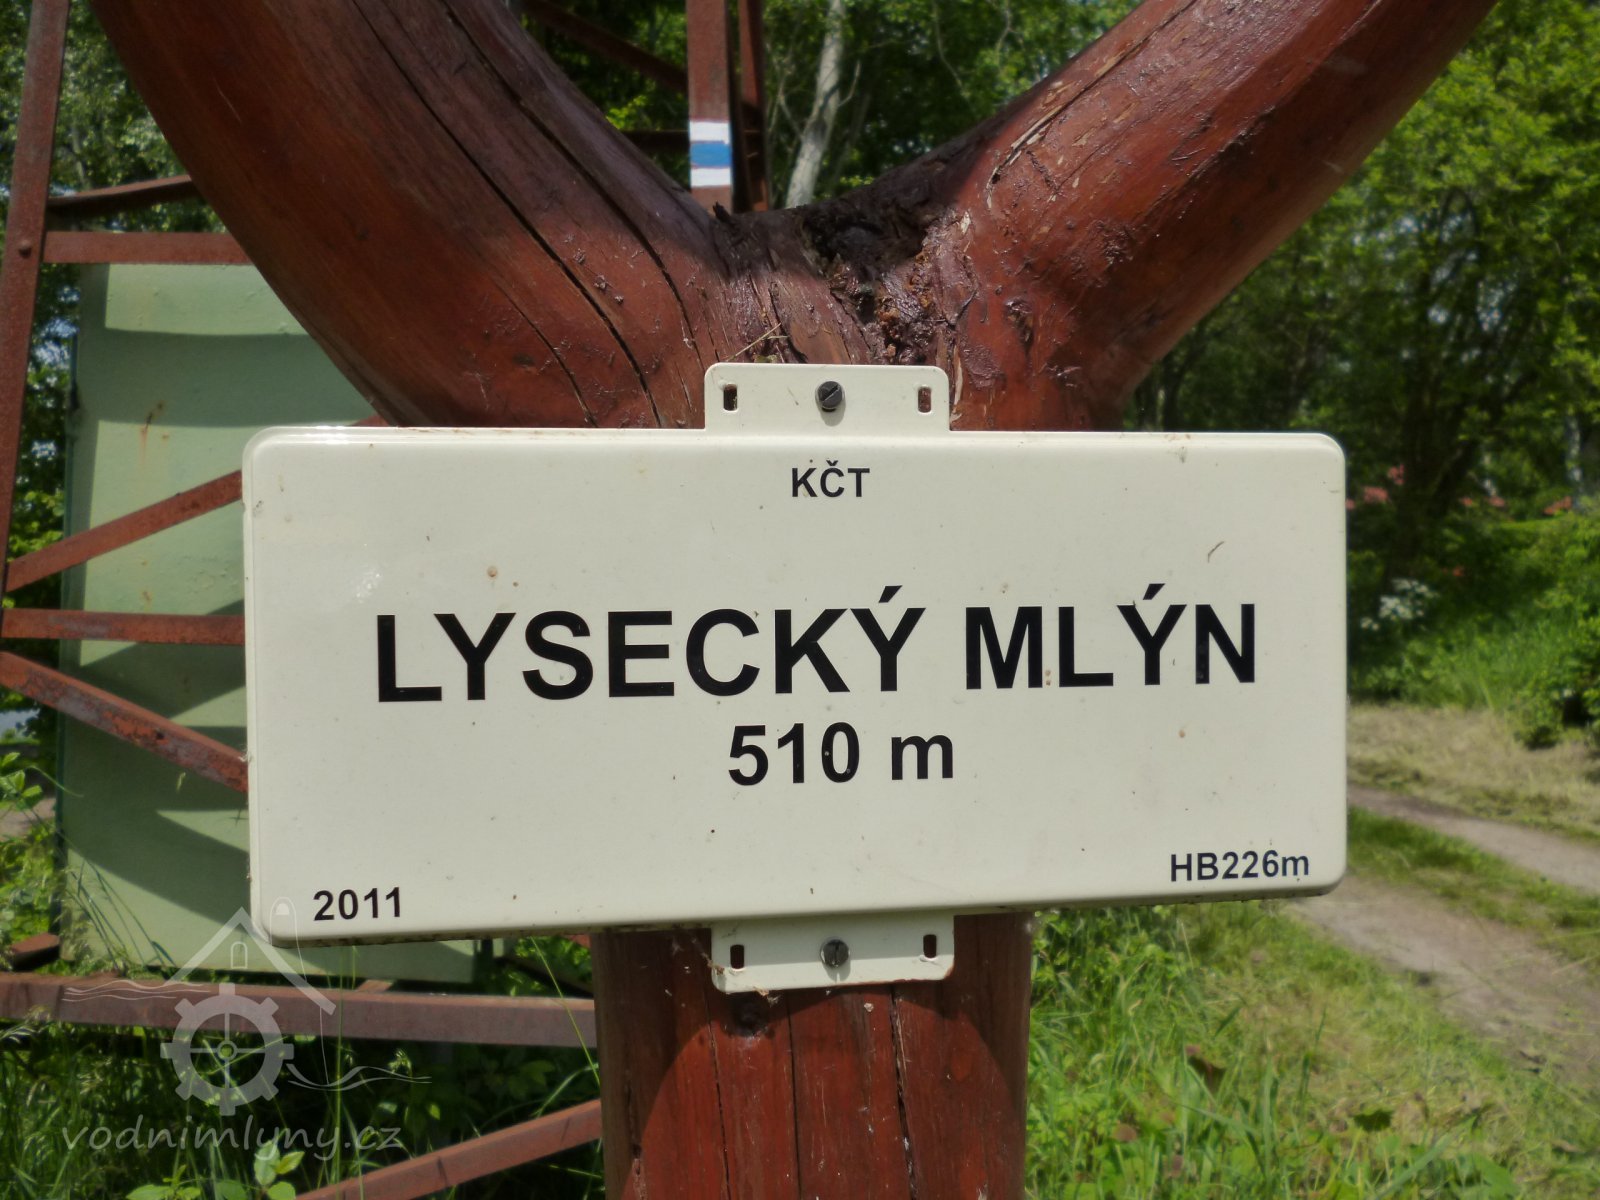 KČT
LYSECKÝ MLÝN
510 m
2011
HB226m
vodnimlyny.cz